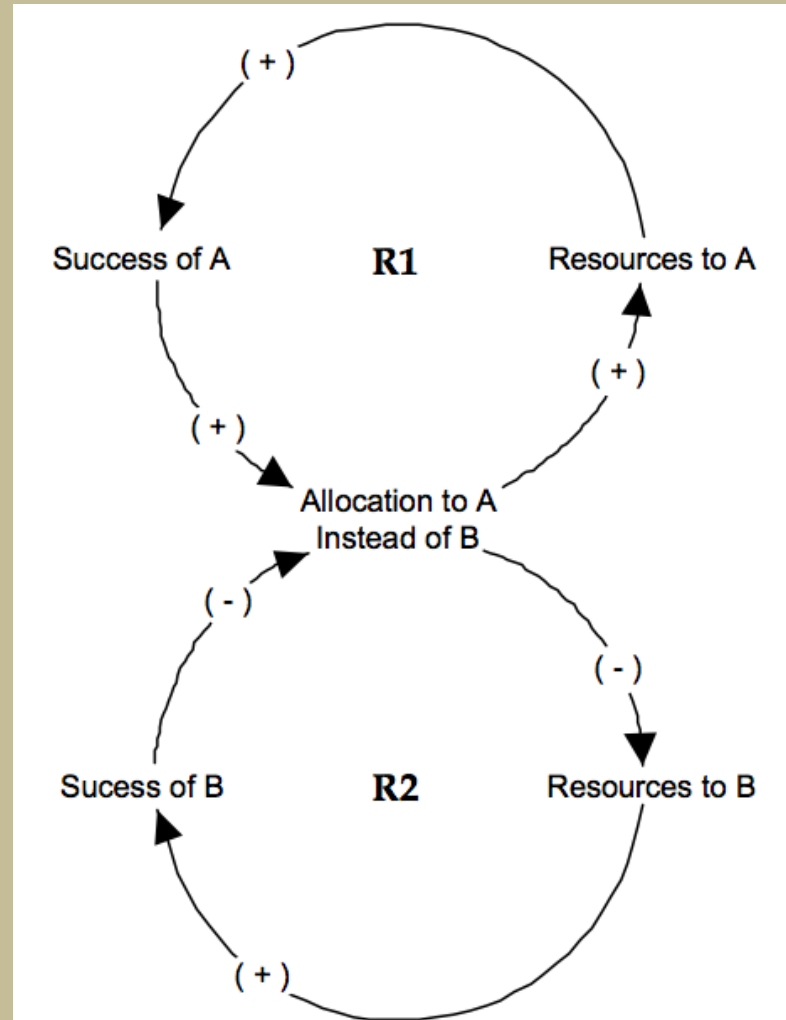 ( + )
Success of A
R1
Resources to A
( + )
( + )
Allocation to A
Instead of B
( - )
( - )
Sucess of B
R2
Resources to B
( + )